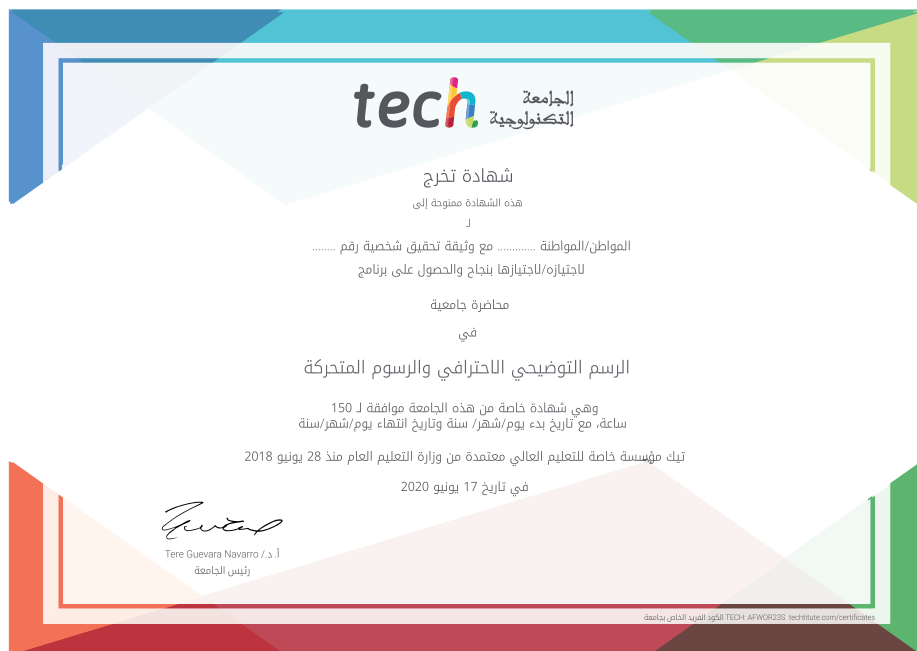 tech
الجامعة
التكنولوجية
شهادة تخرج
هذه الشهادة ممنوحة إلى
لـ
المواطن/المواطنة ............. مع وثيقة تحقيق شخصية رقم ........
لاجتيازه/لاجتيازها بنجاح والحصول على برنامج
محاضرة جامعية
في
الرسم التوضيحي الاحترافي والرسوم المتحركة
وهي شهادة خاصة من هذه الجامعة موافقة لـ 150
ساعة، مع تاريخ بدء يوم/شهر/ سنة وتاريخ انتهاء يوم/شهر/سنة
تيك مؤسسة خاصة للتعليم العالي معتمدة من وزارة التعليم العام منذ 28 يونيو 2018
في تاريخ 17 يونيو 2020
أ. د./ Tere Guevara Navarro
رئيس الجامعة
الكود الفريد الخاص بجامعة TECH: AFWOR23S techtitute.com/certificates